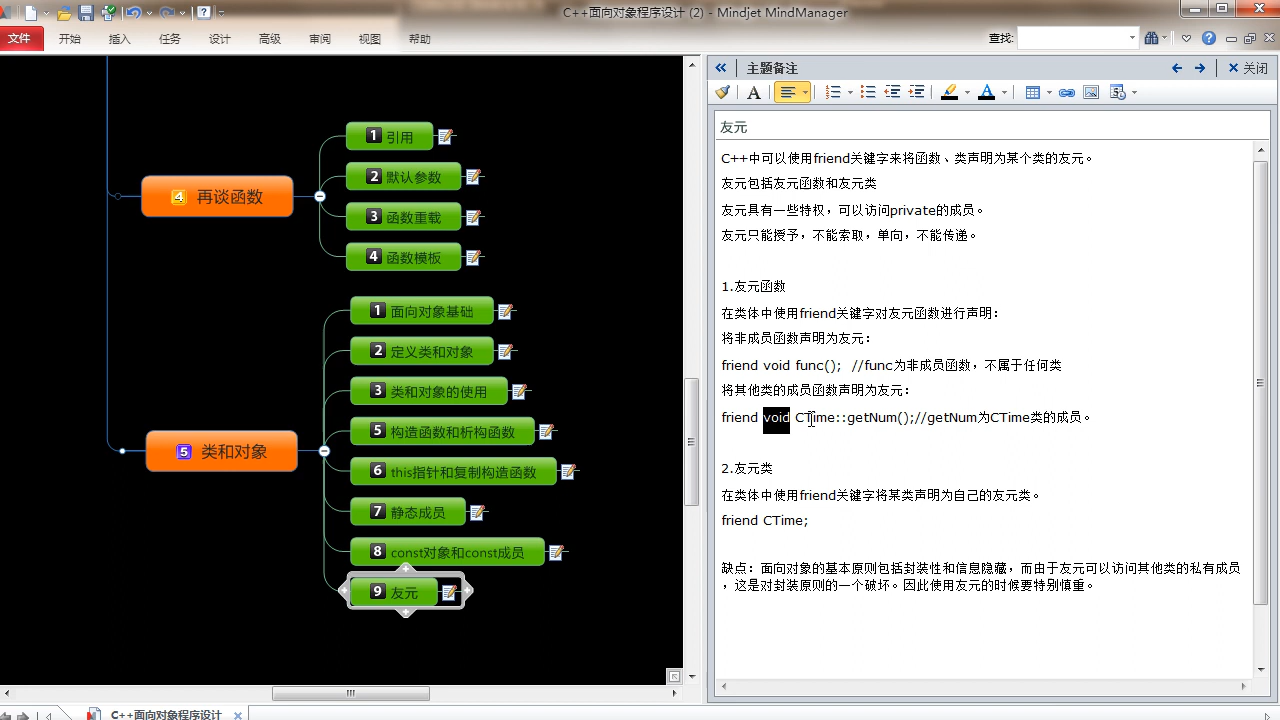 C++面向对象程序设计 (2) - Mindjet MindManager
文件 开始 插入 任务 设计 高级 审阅 视图 帮助 查找:
主题备注 关闭
友元
C++中可以使用friend关键字来将函数、类声明为某个类的友元。
友元包括友元函数和友元类
友元具有一些特权，可以访问private的成员。
友元只能授予，不能索取，单向，不能传递。
1.友元函数
在类体中使用friend关键字对友元函数进行声明：
将非成员函数声明为友元：
friend void func(); //func为非成员函数，不属于任何类
将其他类的成员函数声明为友元：
friend void CTime::getNum();//getNum为CTime类的成员。
2.友元类
在类体中使用friend关键字将某类声明为自己的友元类。
friend CTime;
缺点：面向对象的基本原则包括封装性和信息隐藏，而由于友元可以访问其他类的私有成员
，这是对基本原则的一个破坏。因此使用友元的时候要特别慎重。
4 再谈函数
1 引用
2 默认参数
3 函数重载
4 函数模板
5 类和对象
1 面向对象基础
2 定义类和对象
3 类和对象的使用
5 构造函数和析构函数
6 this指针和复制构造函数
7 静态成员
8 const对象和const成员
9 友元
C++面向对象程序设计